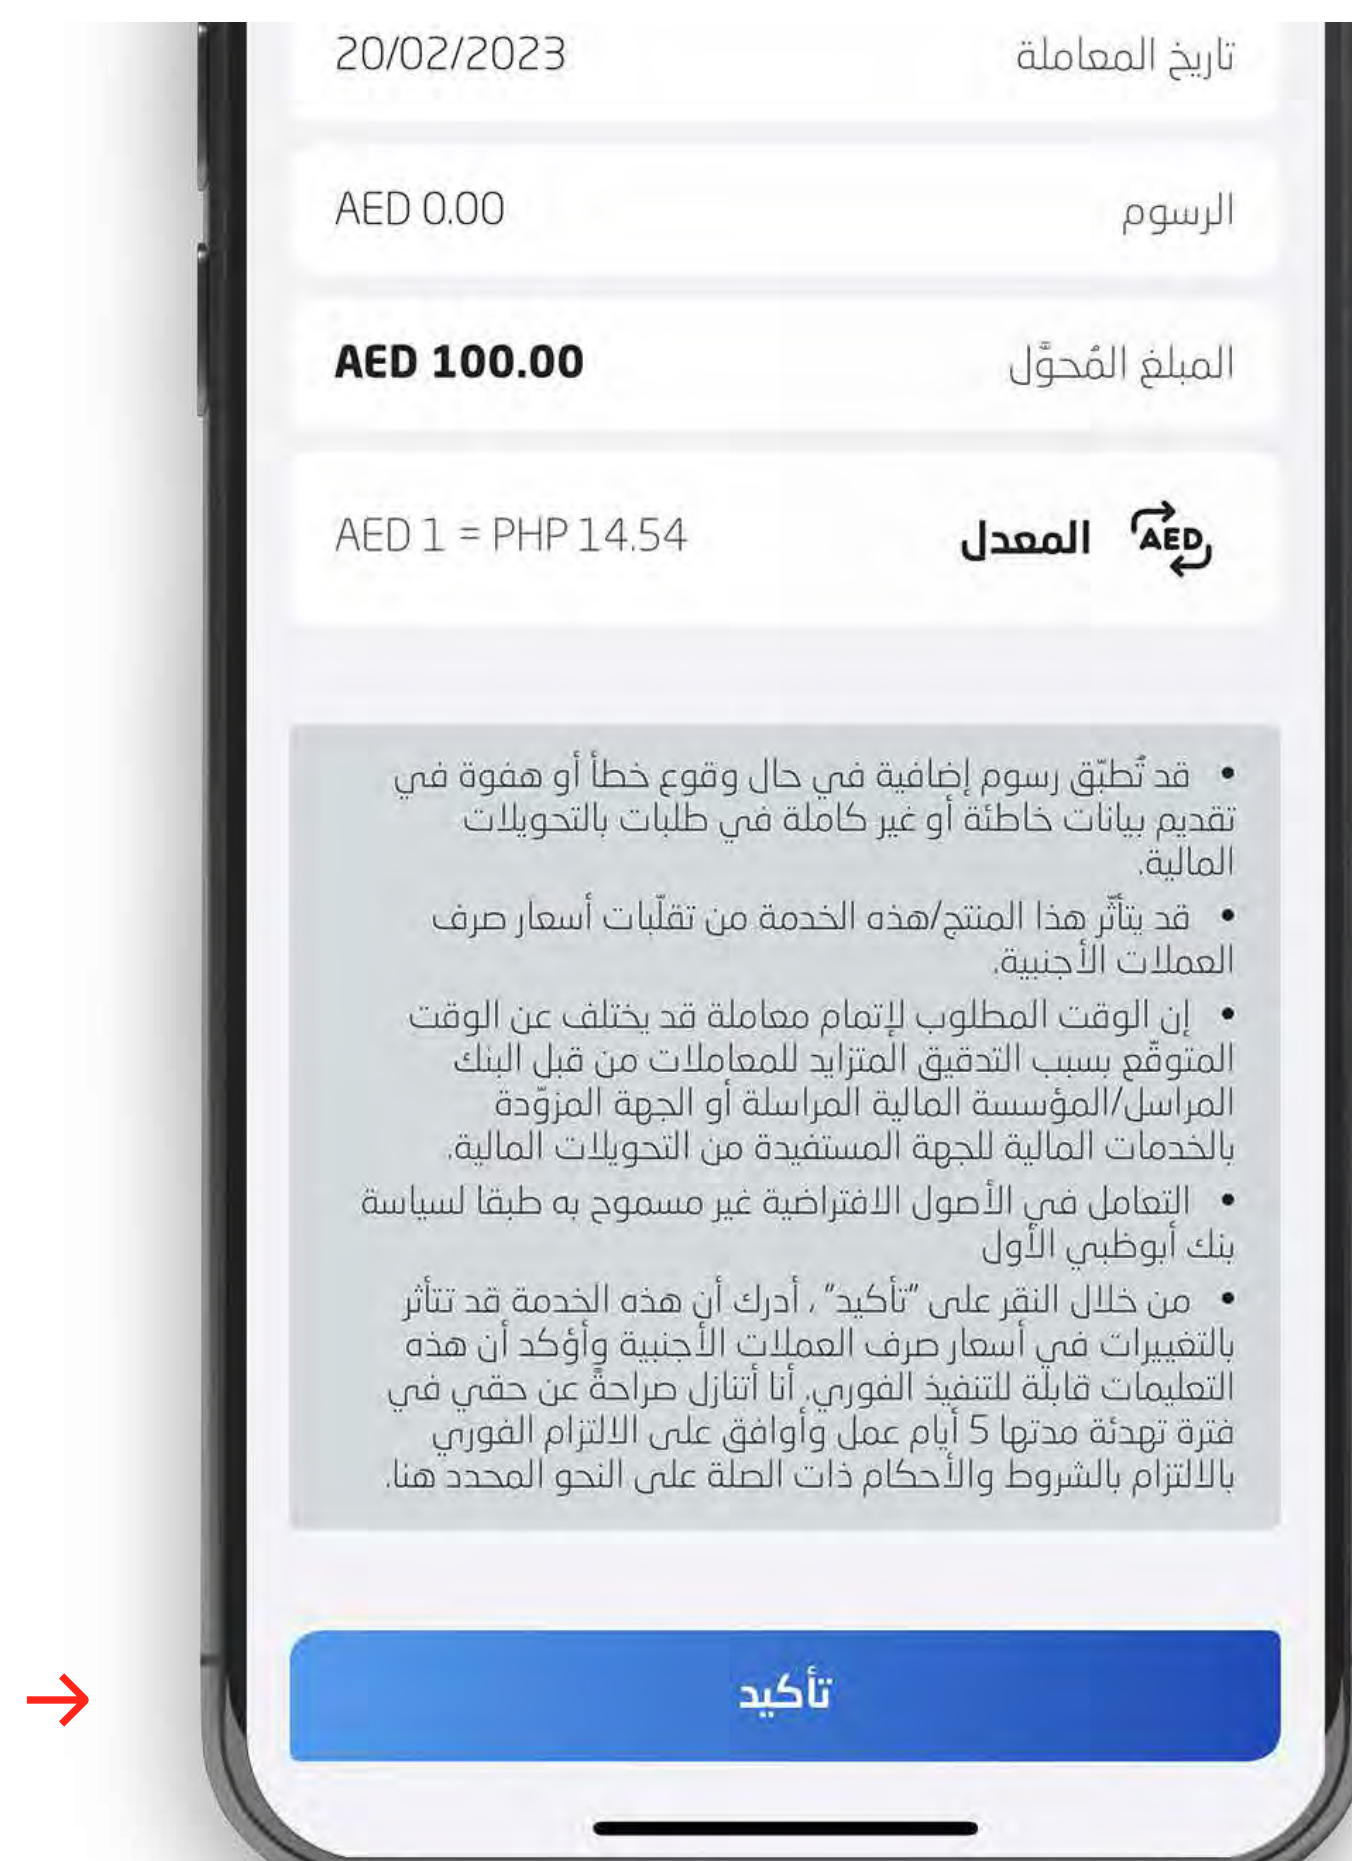 تاريخ المعاملة 20/02/2023
الرسوم AED 0.00
المبلغ المُحوَّل AED 100.00
AED المعدل AED 1 = PHP 14.54
• قد تُطبّق رسوم إضافية في حال وقوع خطأ أو هفوة في
تقديم بيانات خاطئة أو غير كاملة في طلبات بالتحويلات
المالية.
• قد يتأثّر هذا المنتج/هذه الخدمة من تقلّبات أسعار صرف
العملات الأجنبية.
• إن الوقت المطلوب لإتمام معاملة قد يختلف عن الوقت
المتوقّع بسبب التدقيق المتزايد للمعاملات من قبل البنك
المراسل/المؤسسة المالية المراسلة أو الجهة المزوّدة
بالخدمات المالية للجهة المستفيدة من التحويلات المالية.
• التعامل في الأصول الافتراضية غير مسموح به طبقا لسياسة
بنك أبوظبي الأول
• من خلال النقر على "تأكيد" ، أدرك أن هذه الخدمة قد تتأثر
بالتغييرات في أسعار صرف العملات الأجنبية وأؤكد أن هذه
التعليمات قابلة للتنفيذ الفوري. أنا أتنازل صراحةً عن حقي في
فترة تهدئة مدتها 5 أيام عمل وأوافق على الالتزام الفوري
بالالتزام بالشروط والأحكام ذات الصلة على النحو المحدد هنا.
تأكيد